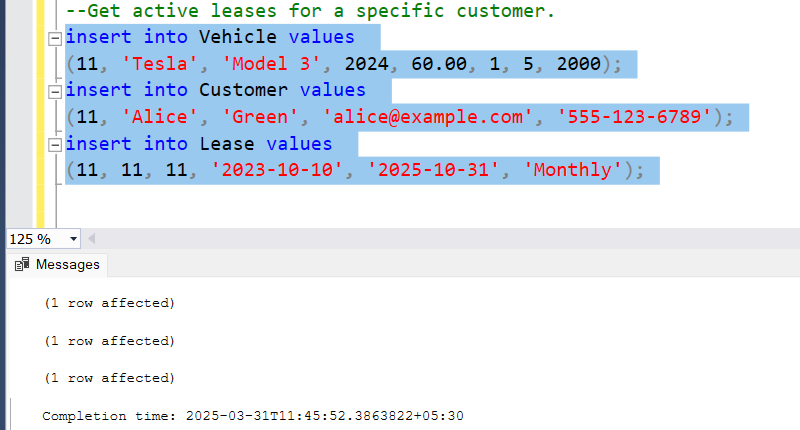 --Get active leases for a specific customer.
insert into Vehicle values
(11, 'Tesla', 'Model 3', 2024, 60.00, 1, 5, 2000);
insert into Customer values
(11, 'Alice', 'Green', 'alice@example.com', '555-123-6789');
insert into Lease values
(11, 11, 11, '2023-10-10', '2025-10-31', 'Monthly');
125 %
Messages
(1 row affected)
(1 row affected)
(1 row affected)
Completion time: 2025-03-31T11:45:52.3863822+05:30